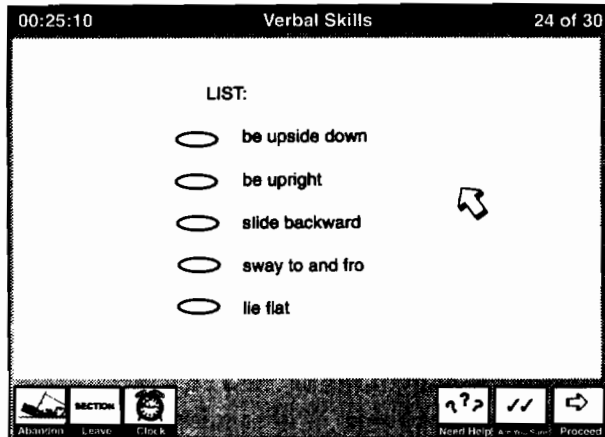 00:25:10 Verbal Skills 24 of 30
LIST:
be upside down
be upright
slide backward
sway to and fro
lie flat
SECTION
???
Abandon Leave Clock Need Help? Proceed